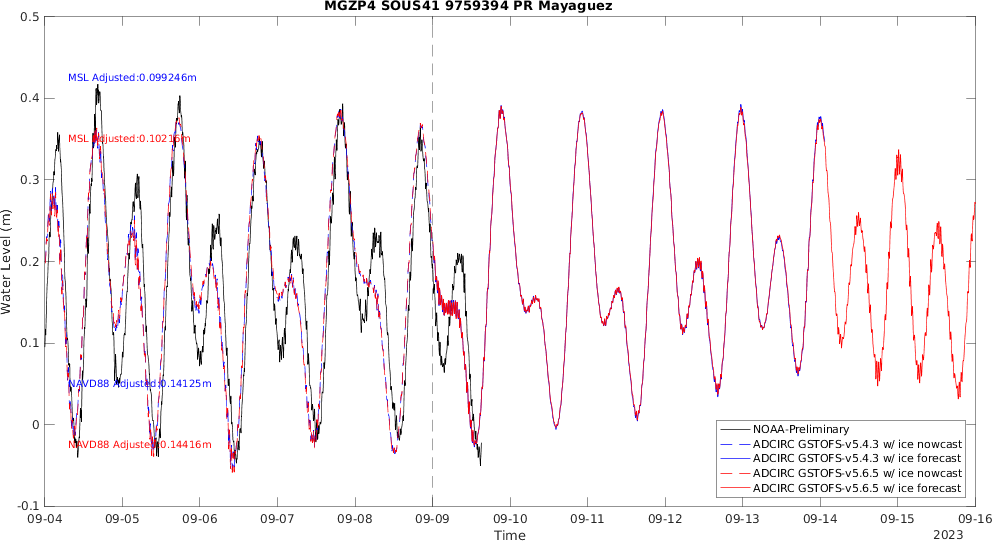 MGZP4 SOUS41 9759394 PR Mayaguez
0.5
0.4
0.3
0.2
0.1
0
-0.1
Water Level (m)
MSL Adjusted:0.099246m
MSL Adjusted:0.10216m
NAVD88 Adjusted:0.14125m
NAVD88 Adjusted:0.14416m
NOAA-Preliminary
ADCIRC GSTOFS-v5.4.3 w/ ice nowcast
ADCIRC GSTOFS-v5.4.3 w/ ice forecast
ADCIRC GSTOFS-v5.6.5 w/ ice nowcast
ADCIRC GSTOFS-v5.6.5 w/ ice forecast
09-04 09-05 09-06 09-07 09-08 09-09 09-10 09-11 09-12 09-13 09-14 09-15 09-16
Time
2023